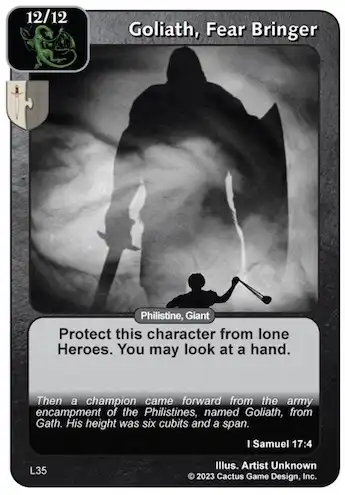 12/12
Goliath, Fear Bringer
Philistine, Giant
Protect this character from lone
Heroes. You may look at a hand.
Then a champion came forward from the army
encampment of the Philistines, named Goliath, from
Gath. His height was six cubits and a span.
I Samuel 17:4
L35
Illus. Artist Unknown
© 2023 Cactus Game Design, Inc.